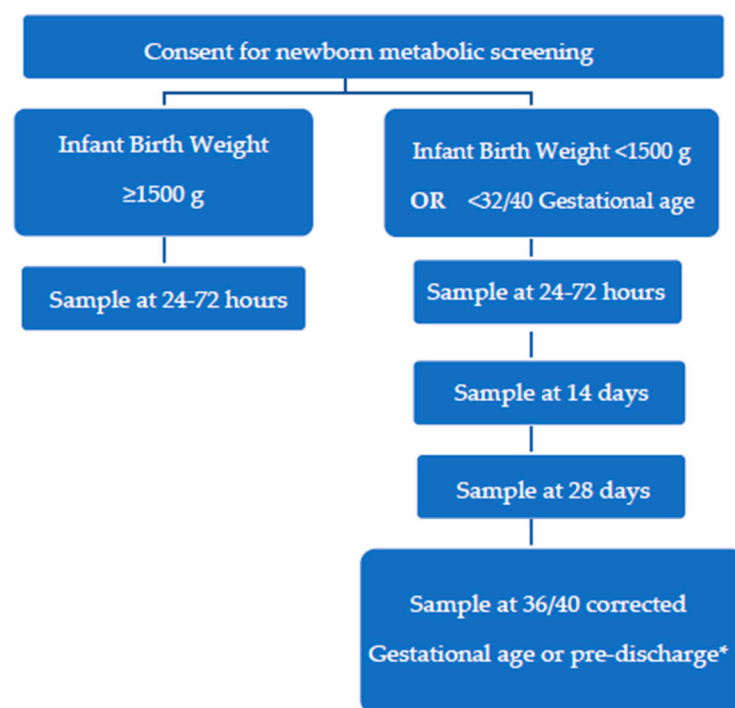 Consent for newborn metabolic screening
Infant Birth Weight
≥1500 g
Sample at 24-72 hours
Infant Birth Weight <1500 g
OR <32/40 Gestational age
Sample at 24-72 hours
Sample at 14 days
Sample at 28 days
Sample at 36/40 corrected
Gestational age or pre-discharge*